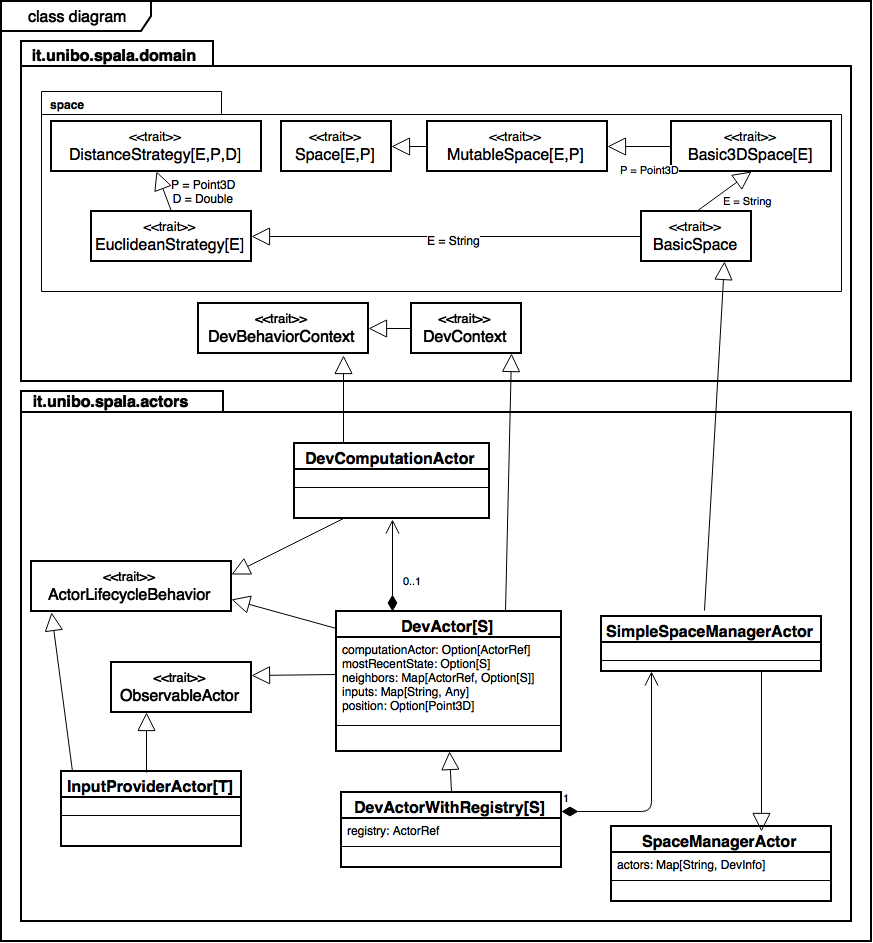 class diagram
it.unibo.spala.domain
space
<<trait>>
DistanceStrategy[E,P,D]
<<trait>>
Space[E,P]
<<trait>>
MutableSpace[E,P]
<<trait>>
Basic3DSpace[E]
P = Point3D
P = Point3D
D = Double
E = String
<<trait>>
EuclideanStrategy[E]
E = String
<<trait>>
BasicSpace
<<trait>>
DevBehaviorContext
<<trait>>
DevContext
it.unibo.spala.actors
DevComputationActor
<<trait>>
ActorLifecycleBehavior
0..1
DevActor[S]
computationActor: Option[ActorRef]
mostRecentState: Option[S]
neighbors: Map[ActorRef, Option[S]]
inputs: Map[String, Any]
position: Option[Point3D]
SimpleSpaceManagerActor
<<trait>>
ObservableActor
InputProviderActor[T]
DevActorWithRegistry[S]
registry: ActorRef
1
SpaceManagerActor
actors: Map[String, DevInfo]